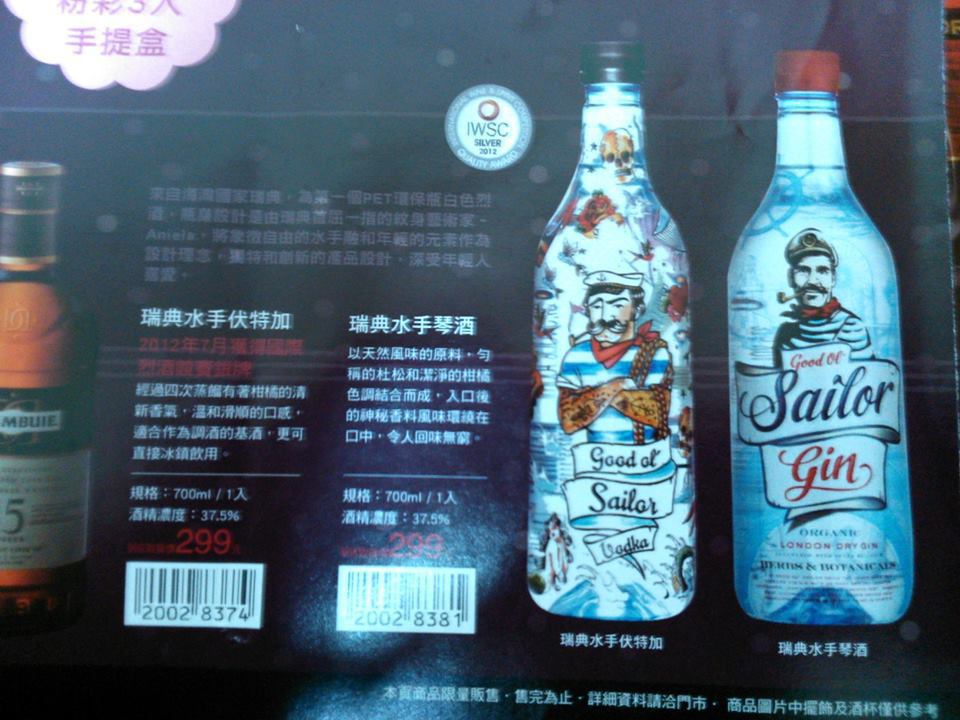 粉彩3入
手提盒
IWSC
SILVER
2012
QUALITY AWARD
來自海灣國家瑞典，為第一個PET環保瓶白色烈
酒，瓶身設計是由瑞典首屈一指的紋身藝術家-
Aniela，將象徵自由的水手融和年輕的元素作為
設計理念。獨特和創新的產品設計，深受年輕人
喜愛。
瑞典水手伏特加
2012年7月獲得國際
烈酒競賽銀牌
經過四次蒸餾有著柑橘的清
新香氣，溫和滑順的口感，
適合作為調酒的基酒，更可
直接冰鎮飲用。
規格：700ml / 1入
酒精濃度：37.5%
299元
2002 8374
瑞典水手琴酒
以天然風味的原料，勻
稱的杜松和潔淨的柑橘
色調結合而成，入口後
的神秘香料風味環繞在
口中，令人回味無窮。
規格：700ml / 1入
酒精濃度：37.5%
299
2002 8381
MBUIE
5
Good ol'
Sailor
Vodka
Good Ol'
Sailor
Gin
ORGANIC
LONDON DRY GIN
HERBS & BOTANICALS
瑞典水手伏特加
瑞典水手琴酒
本頁商品限量販售‧售完為止‧詳細資料請洽門市‧ 商品圖片中擺飾及酒杯僅供參考